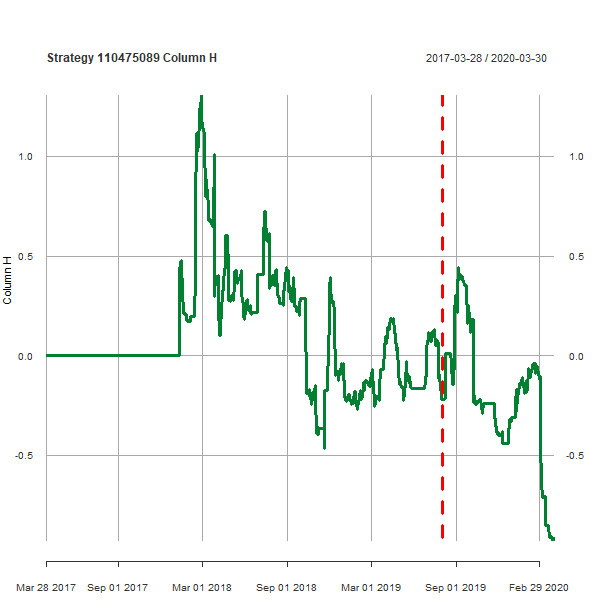 Strategy 110475089 Column H
2017-03-28 / 2020-03-30
Column H
1.0
0.5
0.0
-0.5
1.0
0.5
0.0
-0.5
Mar 28 2017
Sep 01 2017
Mar 01 2018
Sep 01 2018
Mar 01 2019
Sep 01 2019
Feb 29 2020